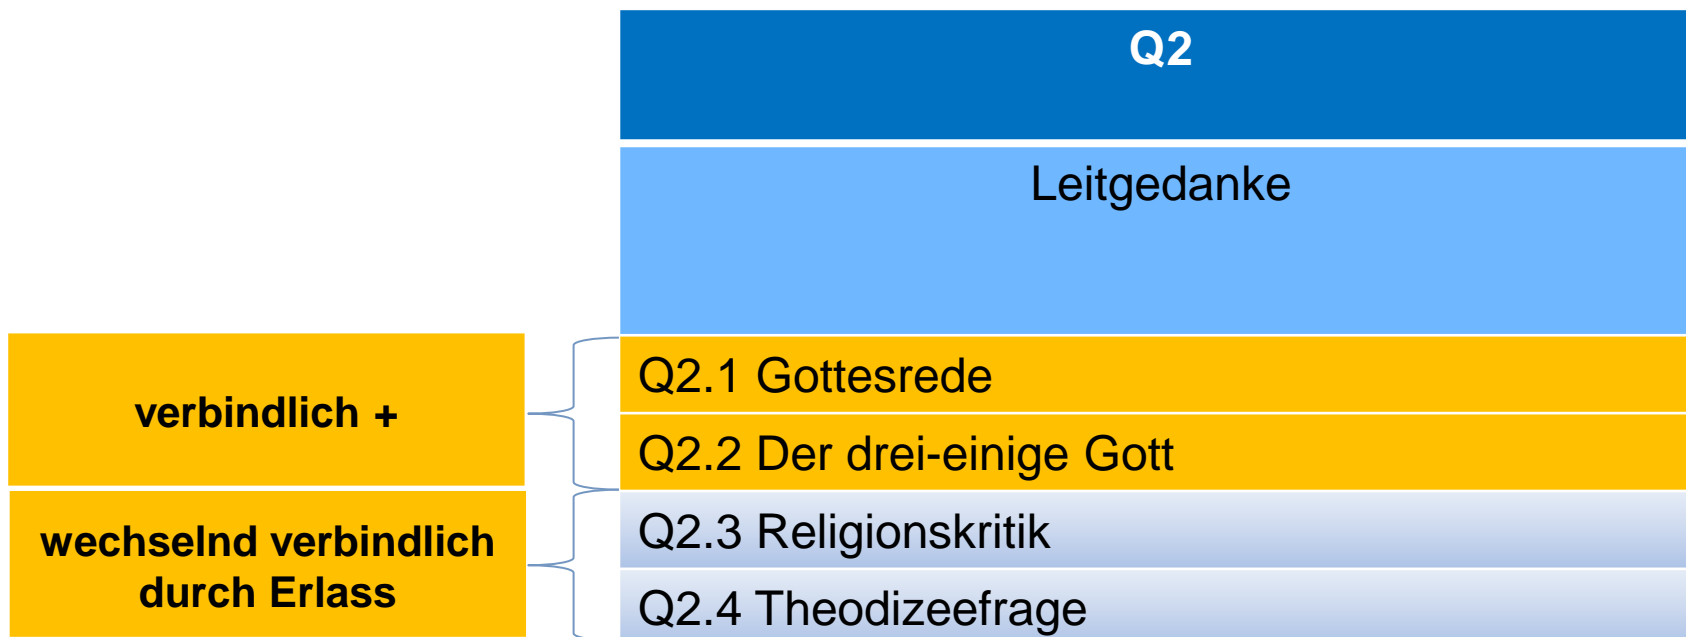 Q2
Leitgedanke
verbindlich +
Q2.1 Gottesrede
Q2.2 Der drei-einige Gott
wechselnd verbindlich
durch Erlass
Q2.3 Religionskritik
Q2.4 Theodizeefrage